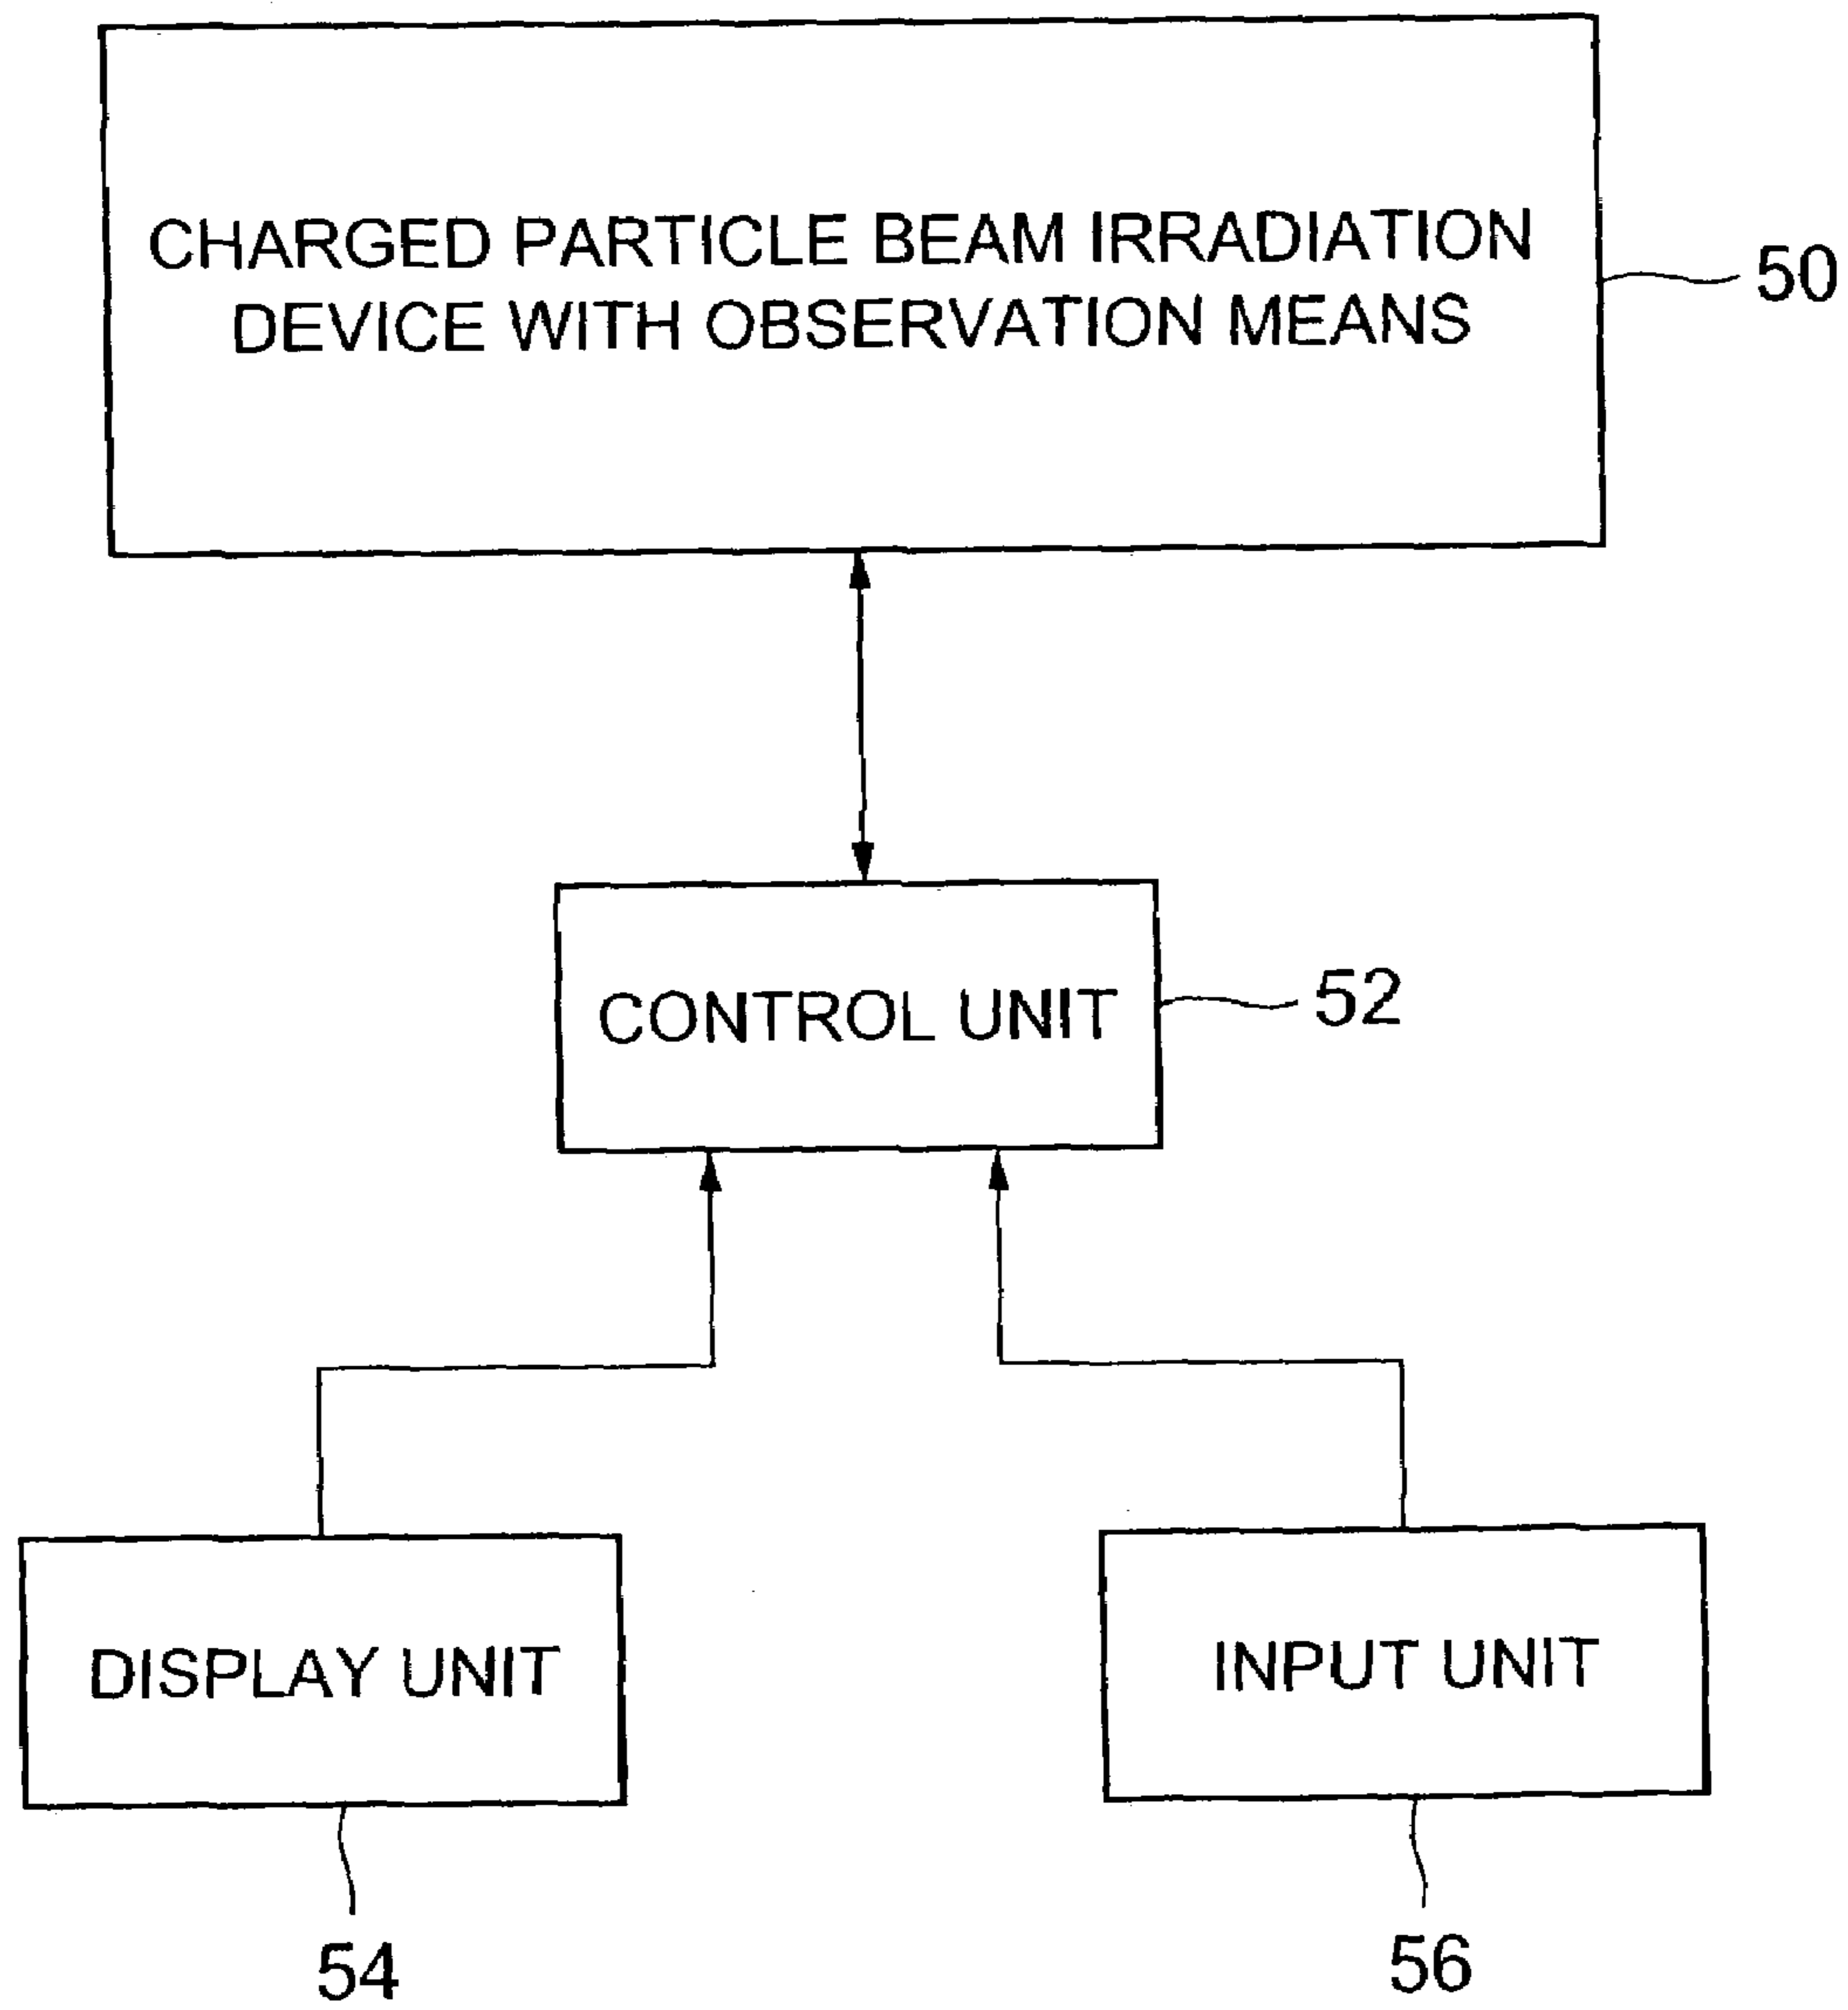 CHARGED PARTICLE BEAM IRRADIATION
DEVICE WITH OBSERVATION MEANS
50
CONTROL UNIT
52
DISPLAY UNIT
INPUT UNIT
54
56